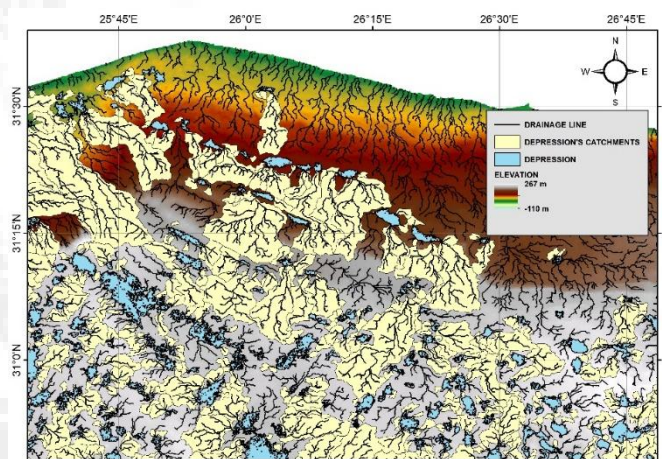 25°45'E 26°0'E 26°15'E 26°30'E 26°45'E
N
W E
S
31°30'N
DRAINAGE LINE
DEPRESSION'S CATCHMENTS
DEPRESSION
ELEVATION
267 m
-110 m
31°15'N
31°0'N